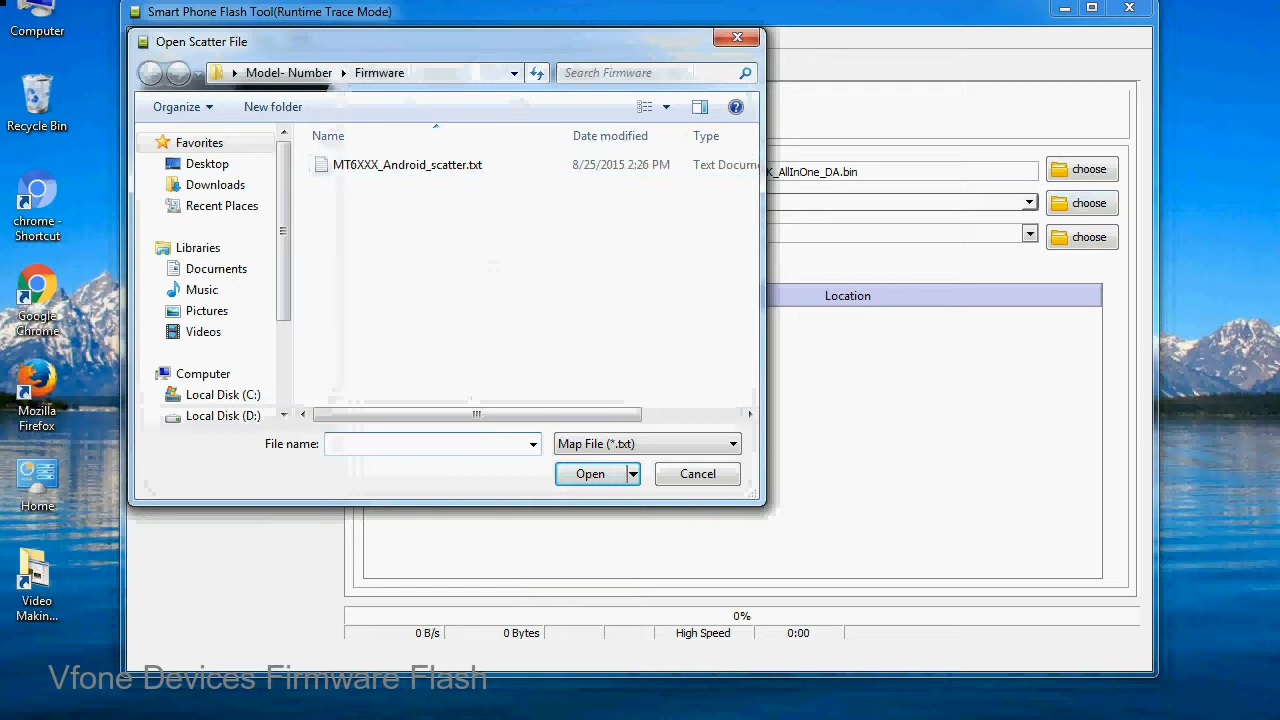 Computer
Recycle Bin
chrome -
Shortcut
Google
Chrome
Mozilla
Firefox
Home
Video
Makin...
Smart Phone Flash Tool(Runtime Trace Mode)
Open Scatter File
Model- Number
Firmware
Search Firmware
Organize
New folder
Name
Date modified
Type
MT6XXX_Android_scatter.txt
8/25/2015 2:26 PM
Text Docum
Favorites
Desktop
Downloads
Recent Places
Libraries
Documents
Music
Pictures
Videos
Computer
Local Disk (C:)
Local Disk (D:)
File name:
Map File (*.txt)
Open
Cancel
K_AllInOne_DA.bin
choose
choose
choose
Location
0%
0 B/s
0 Bytes
High Speed
0:00
Vfone Devices Firmware Flash